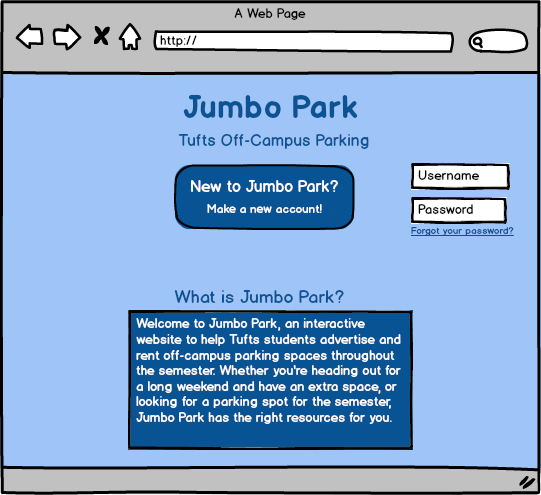 A Web Page
http://
Jumbo Park
Tufts Off-Campus Parking
New to Jumbo Park?
Make a new account!
Username
Password
Forgot your password?
What is Jumbo Park?
Welcome to Jumbo Park, an interactive
website to help Tufts students advertise and
rent off-campus parking spaces throughout
the semester. Whether you're heading out for
a long weekend and have an extra space, or
looking for a parking spot for the semester,
Jumbo Park has the right resources for you.